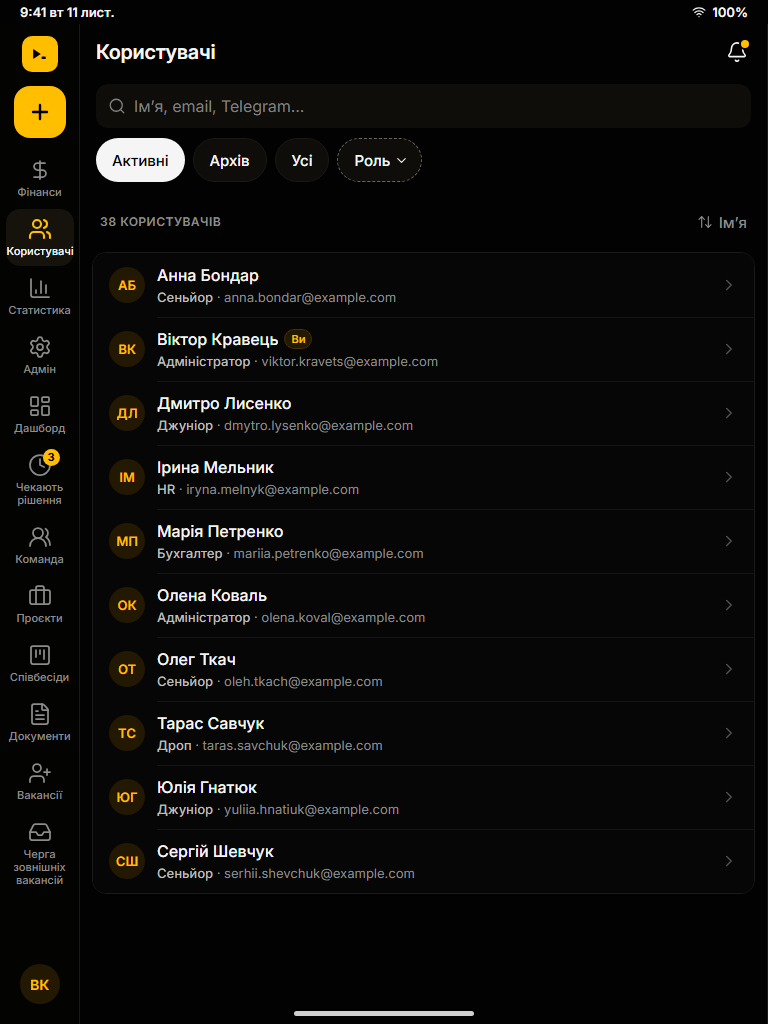 9:41 вт 11 лист.
100%
Користувачі
Ім’я, email, Telegram...
Активні
Архів
Усі
Роль
38 КОРИСТУВАЧІВ
Ім’я
Фінанси
Користувачі
Статистика
Адмін
Дашборд
3
Чекають
рішення
Команда
Проєкти
Співбесіди
Документи
Вакансії
Черга
зовнішніх
вакансій
ВК
АБ
Анна Бондар
Сеньйор · anna.bondar@example.com
ВК
Віктор Кравець Ви
Адміністратор · viktor.kravets@example.com
ДЛ
Дмитро Лисенко
Джуніор · dmytro.lysenko@example.com
ІМ
Ірина Мельник
HR · iryna.melnyk@example.com
МП
Марія Петренко
Бухгалтер · mariia.petrenko@example.com
ОК
Олена Коваль
Адміністратор · olena.koval@example.com
ОТ
Олег Ткач
Сеньйор · oleh.tkach@example.com
ТС
Тарас Савчук
Дроп · taras.savchuk@example.com
ЮГ
Юлія Гнатюк
Джуніор · yuliia.hnatiuk@example.com
СШ
Сергій Шевчук
Сеньйор · serhii.shevchuk@example.com